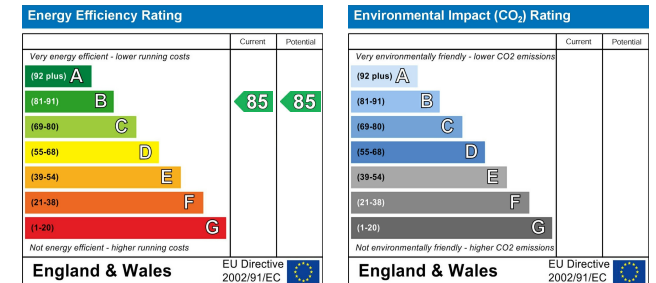 Energy Efficiency Rating
Current Potential
Very energy efficient - lower running costs
(92 plus) A
(81-91) B 85 85
(69-80) C
(55-68) D
(39-54) E
(21-38) F
(1-20) G
Not energy efficient - higher running costs
England & Wales
EU Directive
2002/91/EC
Environmental Impact (CO₂) Rating
Current Potential
Very environmentally friendly - lower CO2 emissions
(92 plus) A
(81-91) B
(69-80) C
(55-68) D
(39-54) E
(21-38) F
(1-20) G
Not environmentally friendly - higher CO2 emissions
England & Wales
EU Directive
2002/91/EC